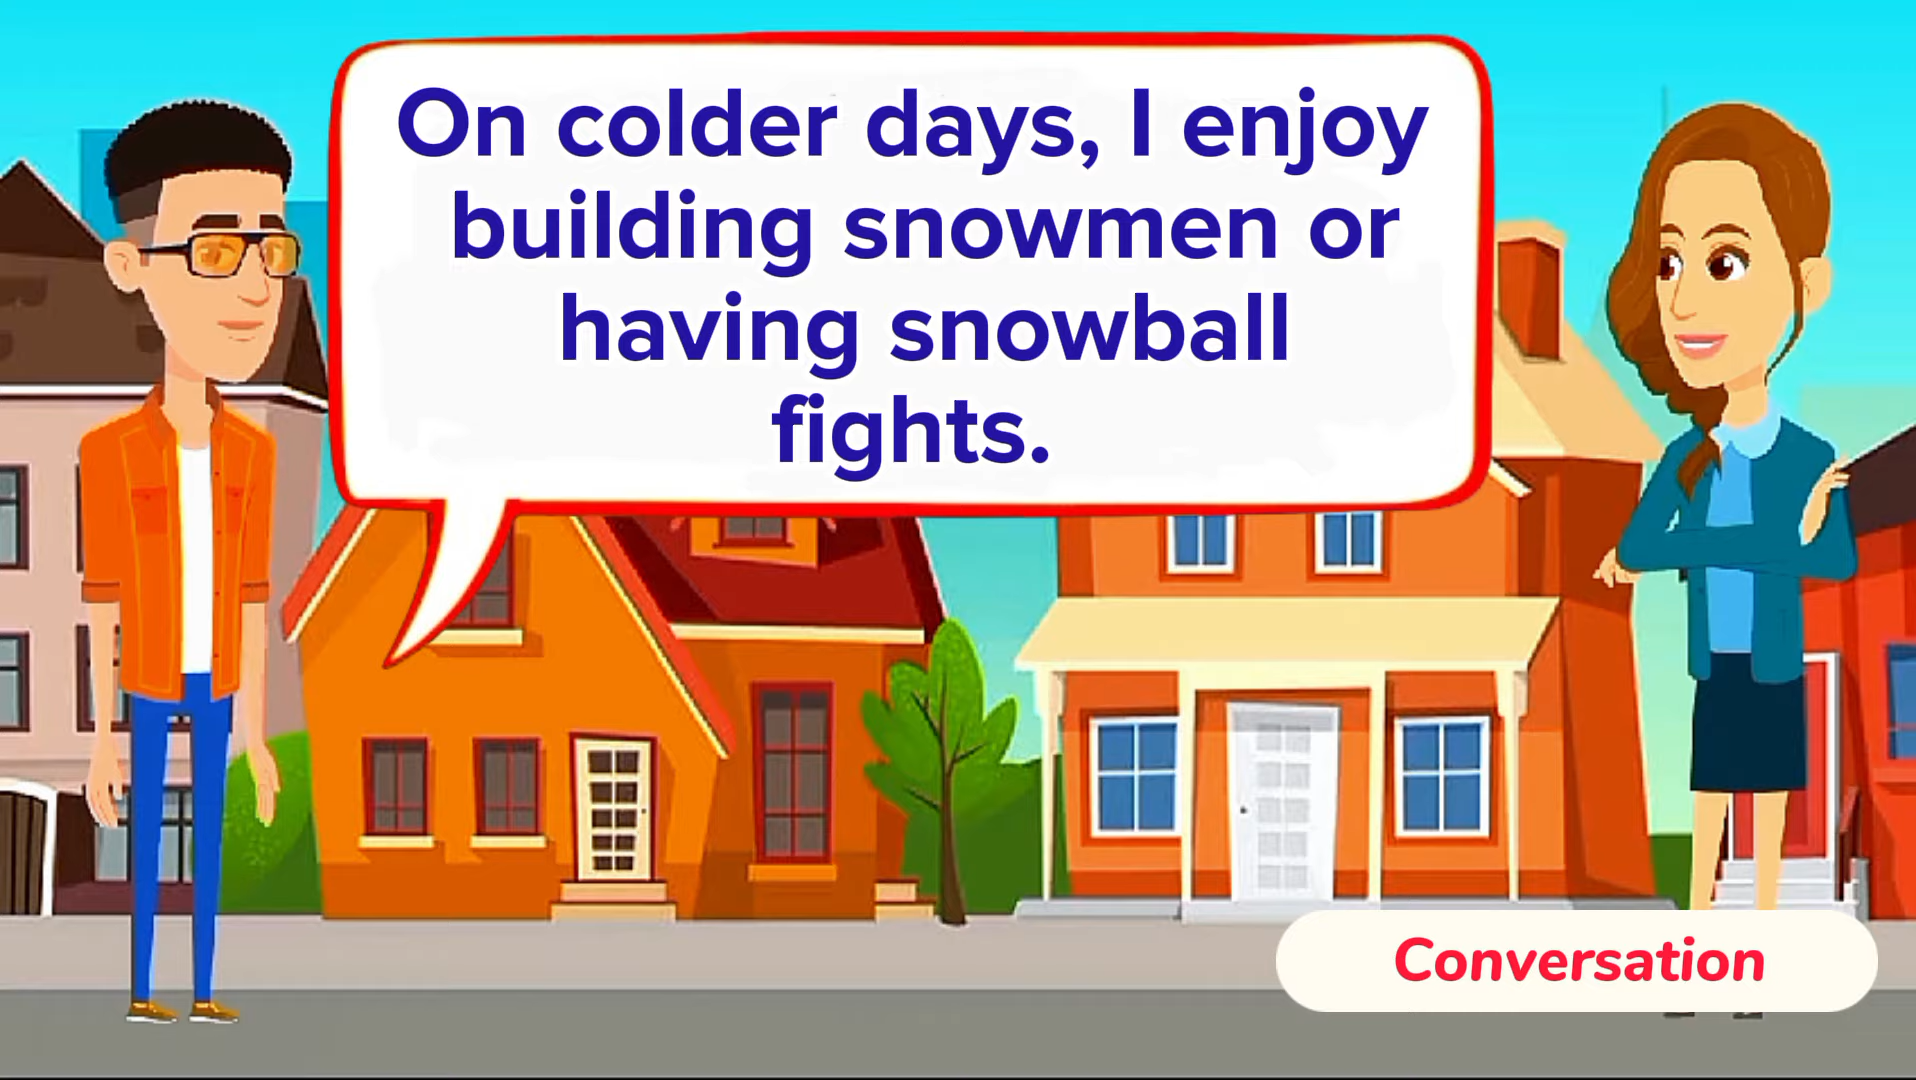 On colder days, I enjoy
building snowmen or
having snowball
fights.
Conversation